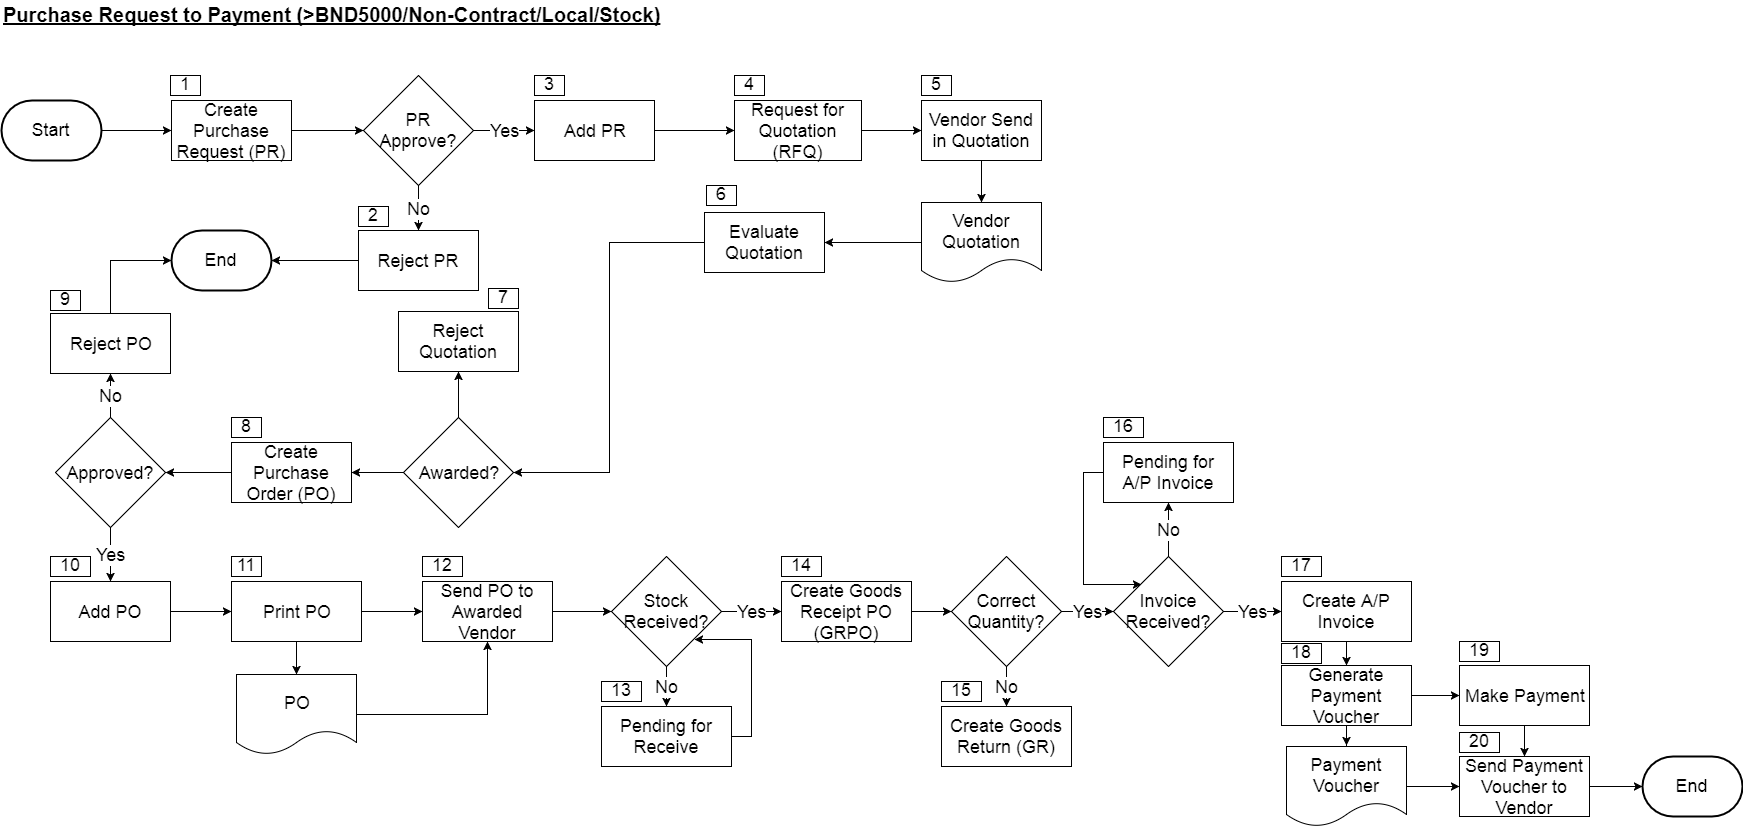 Purchase Request to Payment (>BND5000/Non-Contract/Local/Stock)
Start
1
Create
Purchase
Request (PR)
PR
Approve?
Yes
3
Add PR
4
Request for
Quotation
(RFQ)
5
Vendor Send
in Quotation
No
2
Reject PR
End
6
Evaluate
Quotation
Vendor
Quotation
9
Reject PO
7
Reject
Quotation
No
Approved?
8
Create
Purchase
Order (PO)
Awarded?
16
Pending for
A/P Invoice
No
Yes
10
Add PO
11
Print PO
12
Send PO to
Awarded
Vendor
Stock
Received?
Yes
14
Create Goods
Receipt PO
(GRPO)
Correct
Quantity?
Yes
Invoice
Received?
Yes
17
Create A/P
Invoice
PO
No
13
Pending for
Receive
No
15
Create Goods
Return (GR)
18
Generate
Payment
Voucher
19
Make Payment
Payment
Voucher
20
Send Payment
Voucher to
Vendor
End